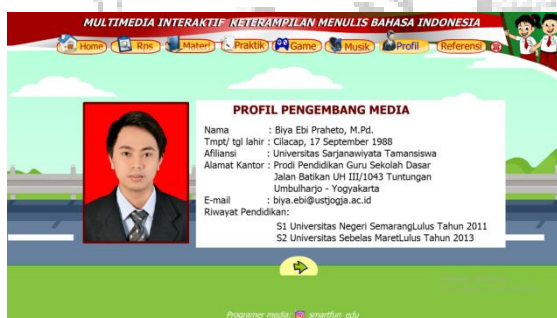 MULTIMEDIA INTERAKTIF KETERAMPILAN MENULIS BAHASA INDONESIA
Home Rps Materi Praktik Game Musik Profil Referensi
PROFIL PENGEMBANG MEDIA
Nama : Biya Ebi Praheto, M.Pd.
Tmpt/ tgl lahir : Cilacap, 17 September 1988
Afiliansi : Universitas Sarjanawiyata Tamansiswa
Alamat Kantor : Prodi Pendidikan Guru Sekolah Dasar
Jalan Batikan UH III/1043 Tuntungan
Umbulharjo - Yogyakarta
E-mail : biya.ebi@ustjogja.ac.id
Riwayat Pendidikan:
S1 Universitas Negeri SemarangLulus Tahun 2011
S2 Universitas Sebelas MaretLulus Tahun 2013
Programer media: smartfun_edu